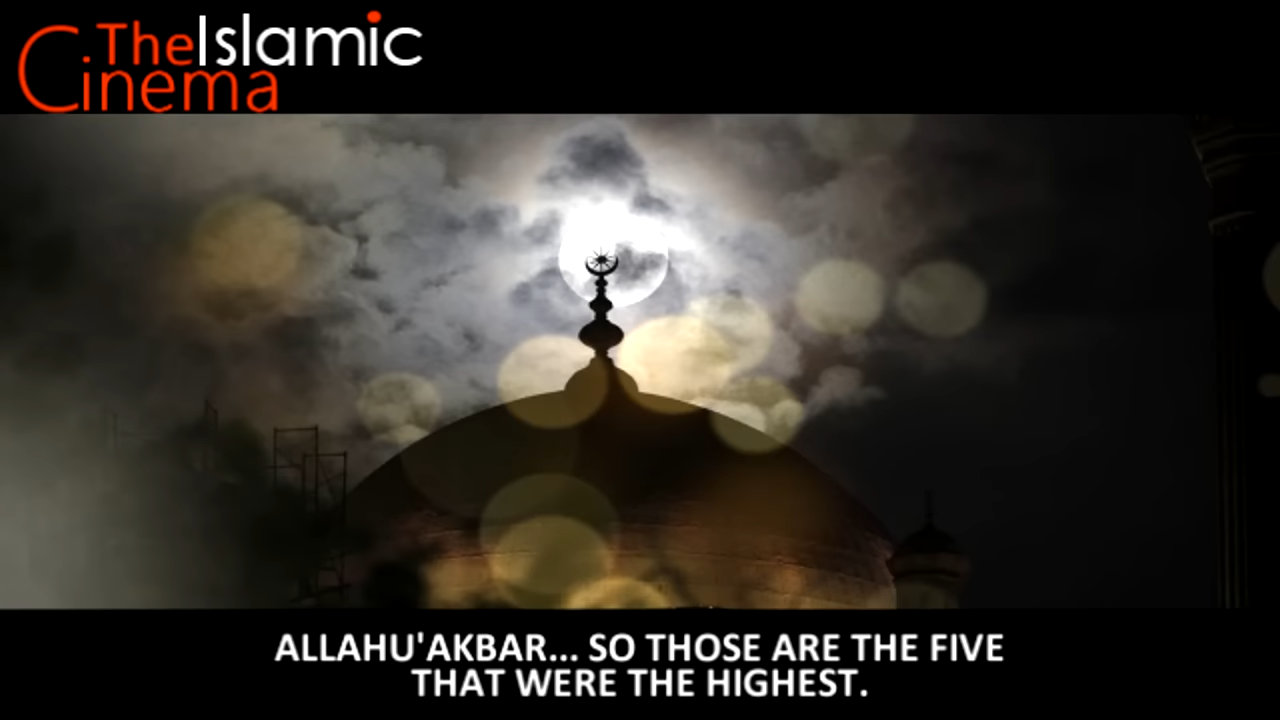 TheIslamic
Cinema
ALLAHU'AKBAR... SO THOSE ARE THE FIVE
THAT WERE THE HIGHEST.